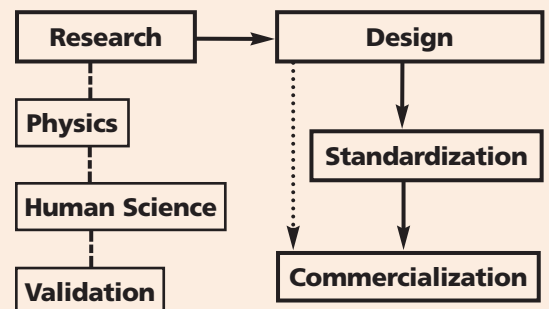 Research
Design
Physics
Standardization
Human Science
Commercialization
Validation